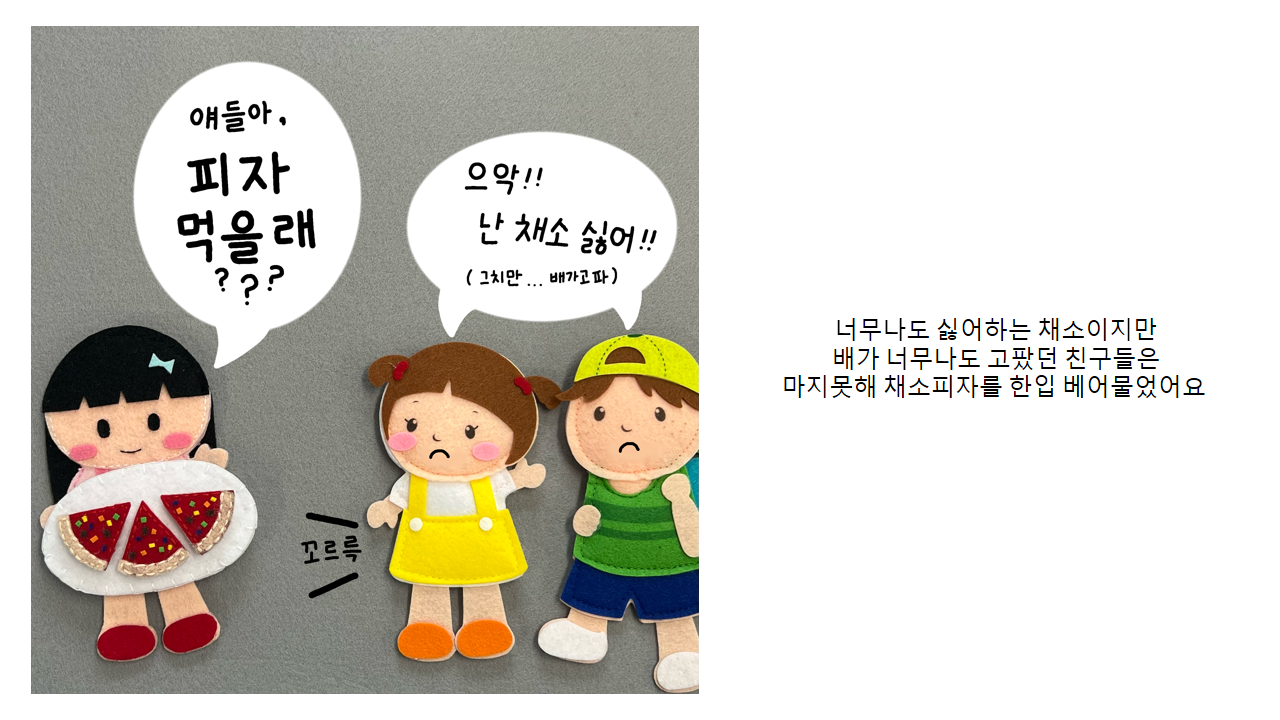 얘들아,
피자
먹을래
???
으악!!
난 채소 싫어!!
( 그치만 ... 배가고파 )
꼬르륵
너무나도 싫어하는 채소이지만
배가 너무나도 고팠던 친구들은
마지못해 채소피자를 한입 베어물었어요